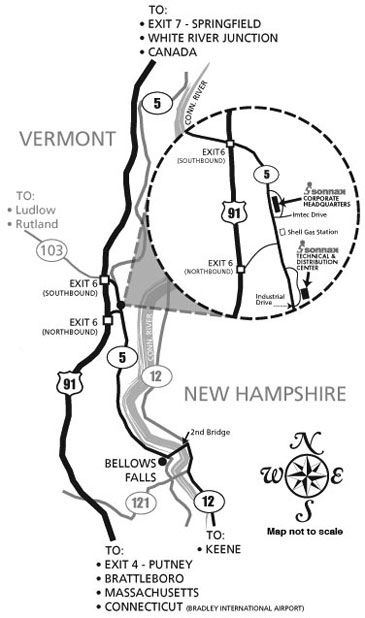 TO:
• EXIT 7 - SPRINGFIELD
• WHITE RIVER JUNCTION
• CANADA
5
CONN. RIVER
VERMONT
EXIT 6
(SOUTHBOUND)
5
sonnax
CORPORATE
HEADQUARTERS
Imtec Drive
91
Shell Gas Station
sonnax
TECHNICAL &
DISTRIBUTION
CENTER
EXIT 6
(NORTHBOUND)
Industrial
Drive
TO:
• Ludlow
• Rutland
103
EXIT 6
(SOUTHBOUND)
EXIT 6
(NORTHBOUND)
CONN. RIVER
5
12
91
NEW HAMPSHIRE
2nd Bridge
BELLOWS
FALLS
121
12
N
W E
S
Map not to scale
TO:
• KEENE
TO:
• EXIT 4 - PUTNEY
• BRATTLEBORO
• MASSACHUSETTS
• CONNECTICUT (BRADLEY INTERNATIONAL AIRPORT)